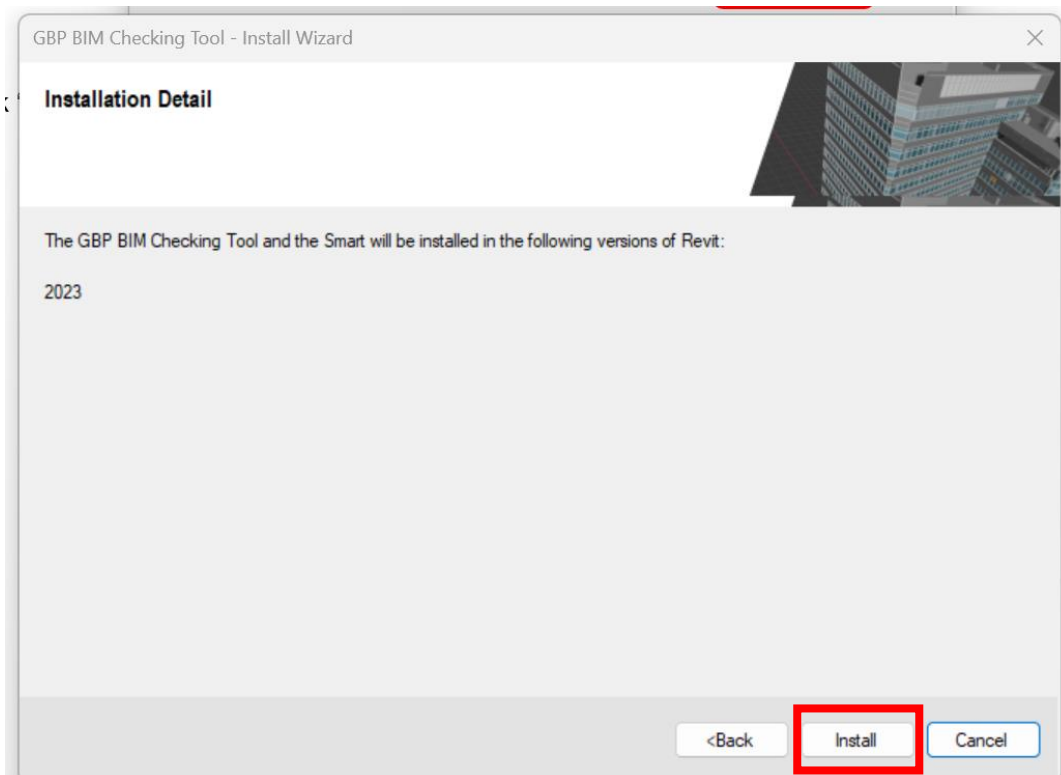 GBP BIM Checking Tool - Install Wizard
Installation Detail
The GBP BIM Checking Tool and the Smart will be installed in the following versions of Revit:
2023
<Back
Install
Cancel